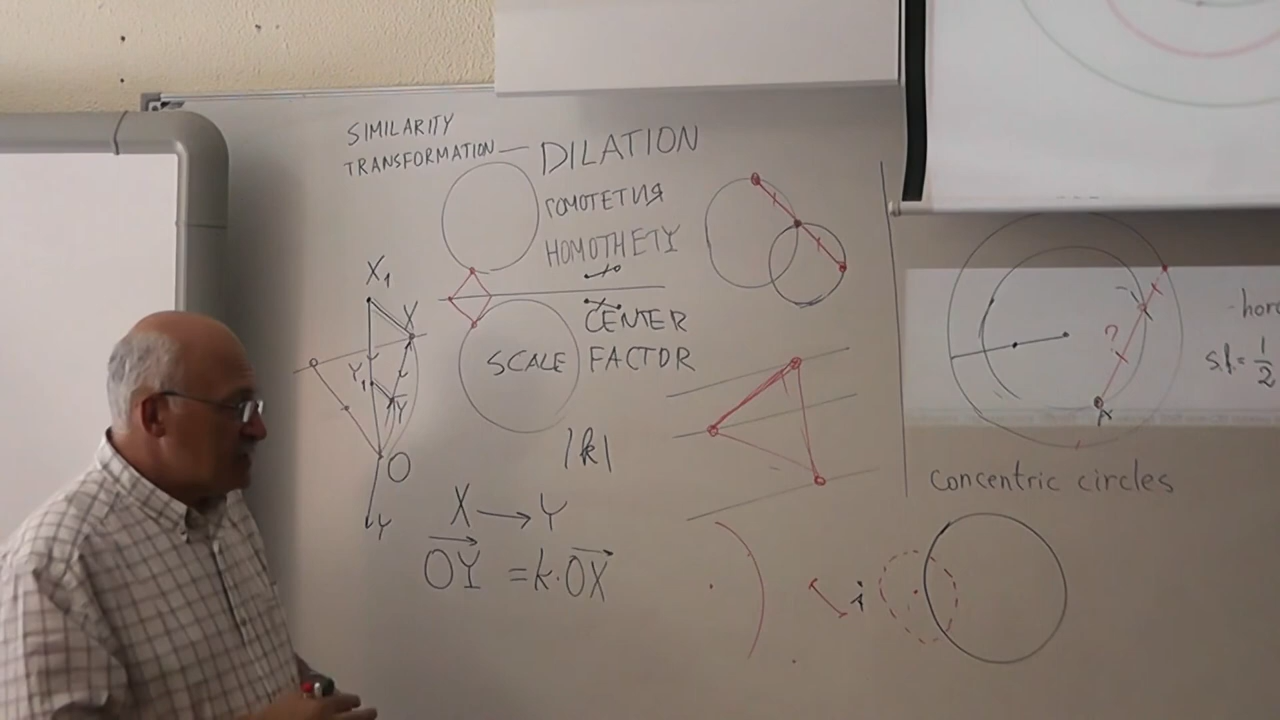 SIMILARITY
TRANSFORMATION — DILATION
ГОМОТЕТИЯ
HOMOTHETY
CENTER
SCALE FACTOR
|k|
X → Y
OY = k·OX
X₁
X
Y₁
Y
O
Y
?
s.f. = 1/2
concentric circles